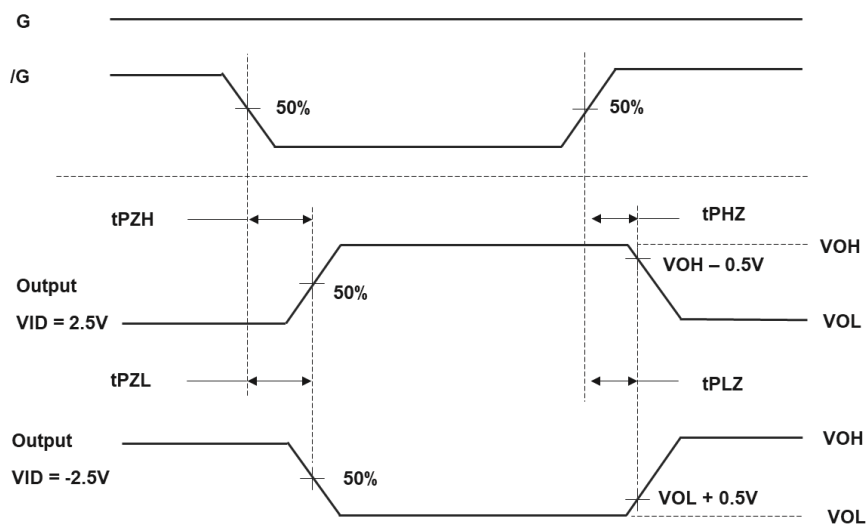 G
/G
50%
50%
tPZH
tPHZ
VOH
VOH – 0.5V
Output
50%
VID = 2.5V
VOL
tPZL
tPLZ
Output
VOH
VID = -2.5V
50%
VOL + 0.5V
VOL